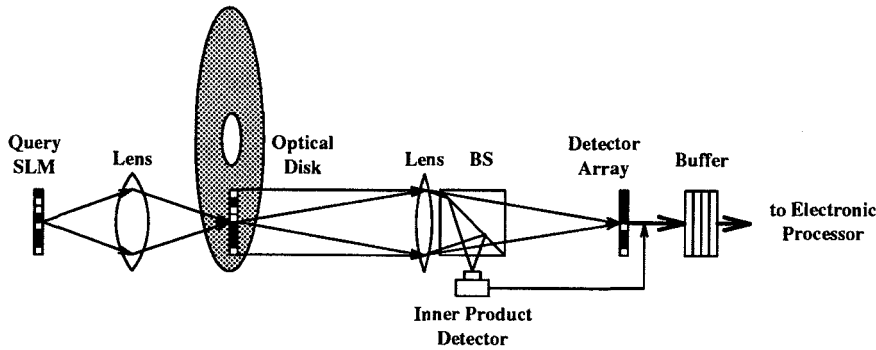 Query
SLM
Lens
Optical
Disk
Lens
BS
Detector
Array
Buffer
to Electronic
Processor
Inner Product
Detector